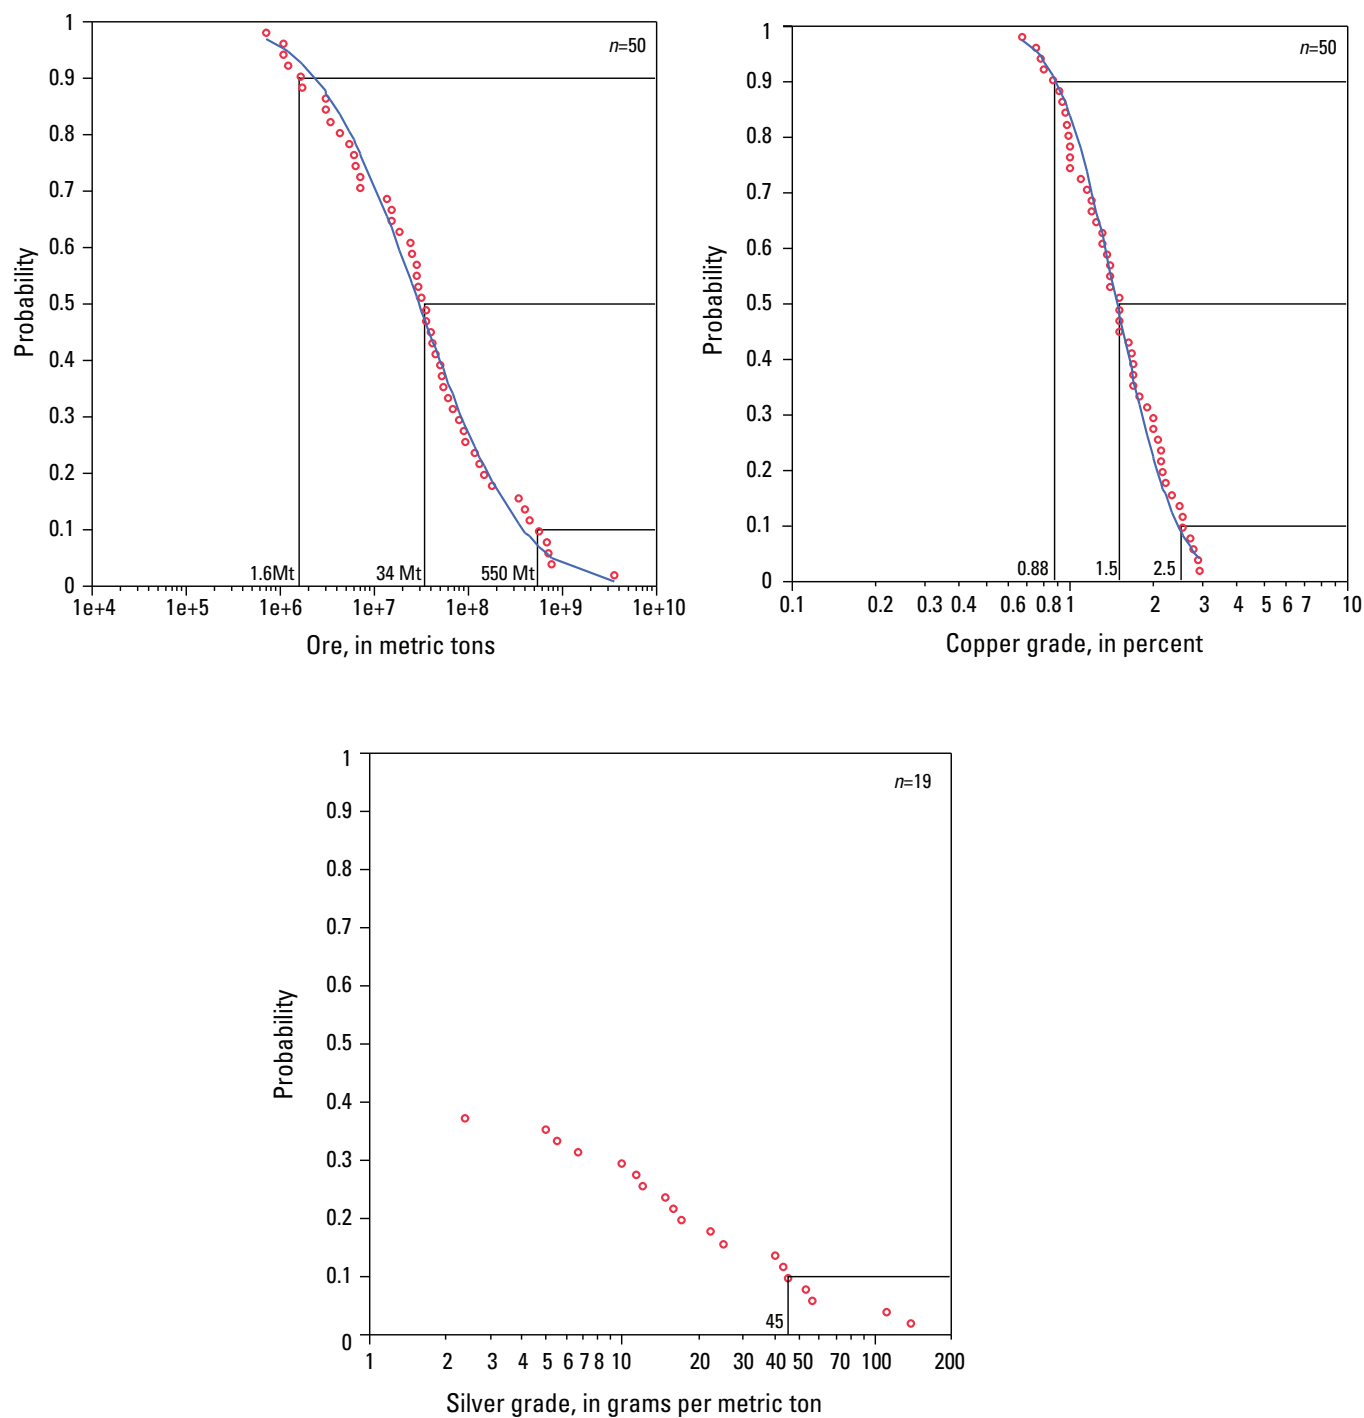 n=50
Probability
1
0.9
0.8
0.7
0.6
0.5
0.4
0.3
0.2
0.1
0
1.6Mt
34 Mt
550 Mt
1e+4 1e+5 1e+6 1e+7 1e+8 1e+9 1e+10
Ore, in metric tons
n=50
Probability
1
0.9
0.8
0.7
0.6
0.5
0.4
0.3
0.2
0.1
0
0.88
1.5
2.5
0.1 0.2 0.3 0.4 0.6 0.8 1 2 3 4 5 6 7 10
Copper grade, in percent
n=19
Probability
1
0.9
0.8
0.7
0.6
0.5
0.4
0.3
0.2
0.1
0
45
1 2 3 4 5 6 7 8 10 20 30 40 50 70 100 200
Silver grade, in grams per metric ton